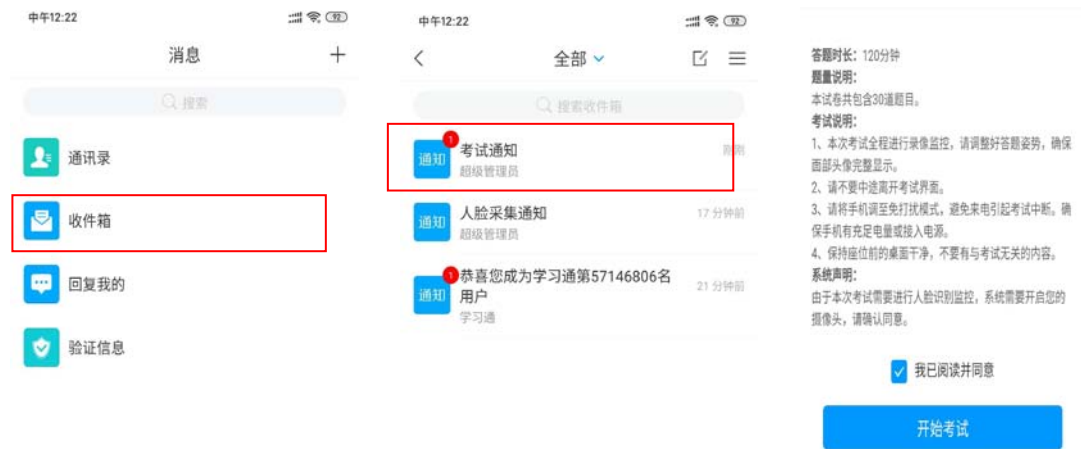 中午12:22
92
消息
搜索
通讯录
收件箱
回复我的
验证信息
中午12:22
92
全部
搜索收件箱
1
通知
考试通知
刚刚
超级管理员
通知
人脸采集通知
17 分钟前
超级管理员
1
通知
恭喜您成为学习通第57146806名
用户
21 分钟前
学习通
答题时长：120分钟
题量说明：
本试卷共包含30道题目。
考试说明：
1、本次考试全程进行录像监控，请调整好答题姿势，确保
面部头像完整显示。
2、请不要中途离开考试界面。
3、请将手机调至免打扰模式，避免来电引起考试中断。确
保手机有充足电量或接入电源。
4、保持座位前的桌面干净，不要有与考试无关的内容。
系统声明：
由于本次考试需要进行人脸识别监控，系统需要开启您的
摄像头，请确认同意。
我已阅读并同意
开始考试